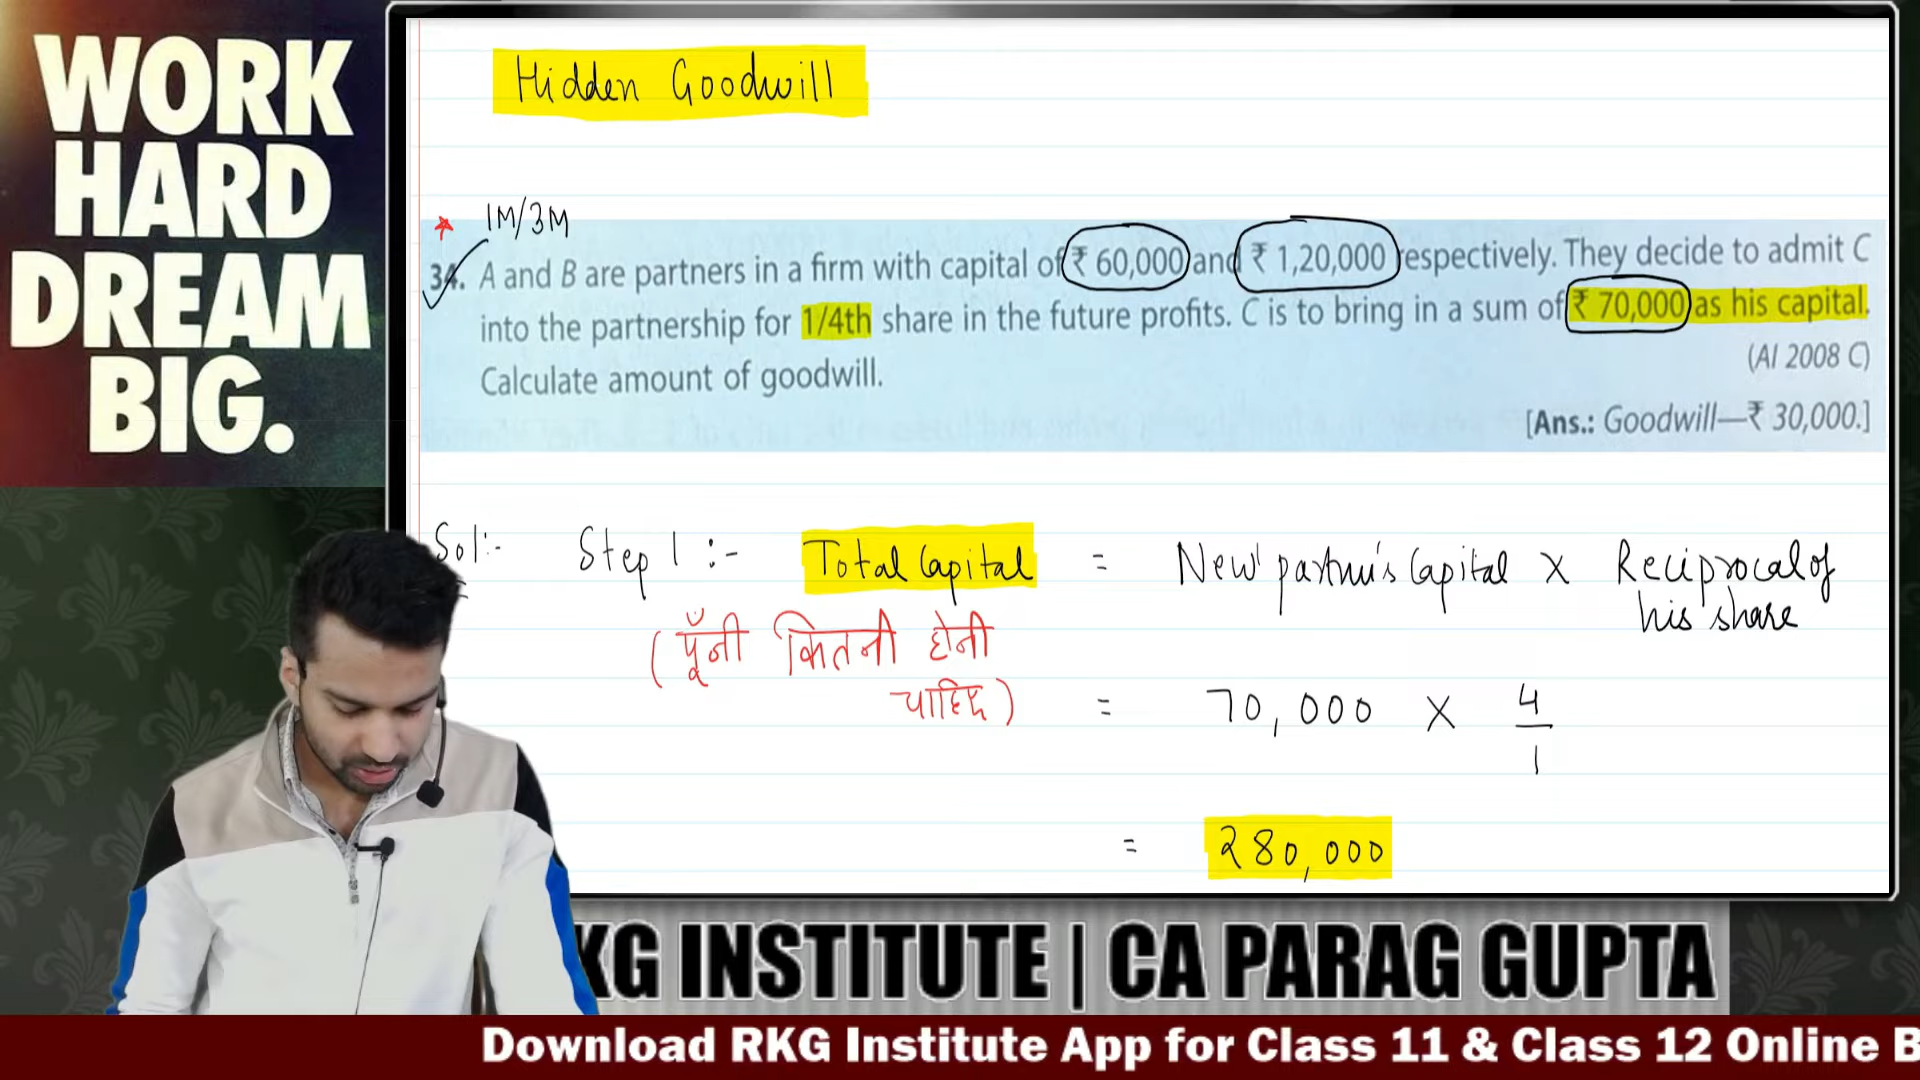 WORK
HARD
DREAM
BIG.
Hidden Goodwill
1M/3M
34. A and B are partners in a firm with capital of ₹ 60,000 and ₹ 1,20,000 respectively. They decide to admit C
into the partnership for 1/4th share in the future profits. C is to bring in a sum of ₹ 70,000 as his capital.
Calculate amount of goodwill.
(AI 2008 C)
[Ans.: Goodwill—₹ 30,000.]
Sol:- Step 1 :- Total Capital = New partner's Capital X Reciprocal of
his share
(पूँजी कितनी होनी
चाहिए)
= 70,000 X 4/1
= 280,000
KG INSTITUTE | CA PARAG GUPTA
Download RKG Institute App for Class 11 & Class 12 Online B